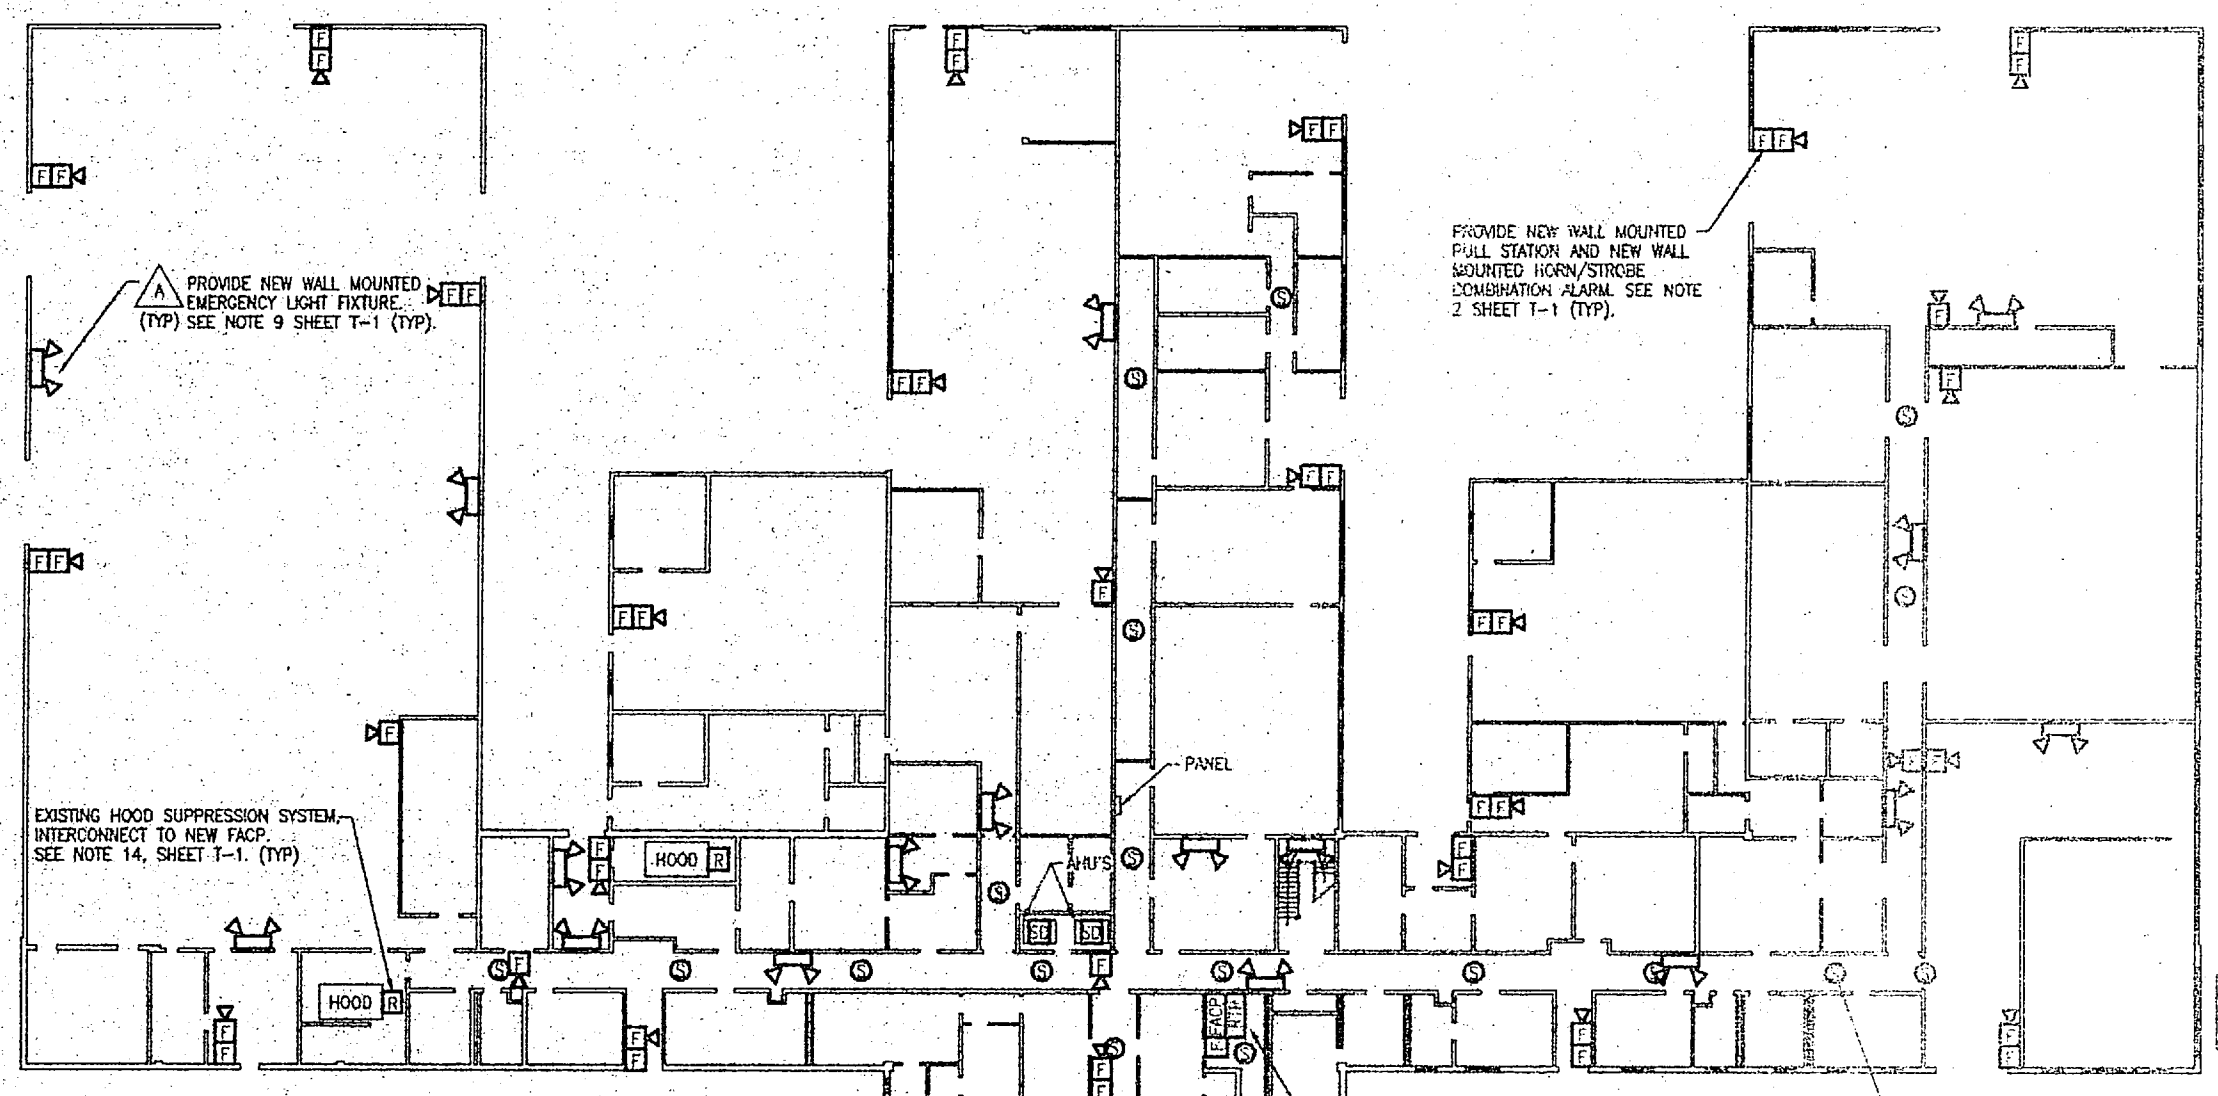 F
F
F
F
F F
F F
F F
PROVIDE NEW WALL MOUNTED
PULL STATION AND NEW WALL
MOUNTED HORN/STROBE
COMBINATION ALARM. SEE NOTE
2 SHEET T-1 (TYP).
F
F
A
PROVIDE NEW WALL MOUNTED
EMERGENCY LIGHT FIXTURE.
(TYP) SEE NOTE 9 SHEET T-1 (TYP).
F F
S
F
F F
S
F
S
F F
F F
F
S
F F
S
F F
F F
F
PANEL
F F
EXISTING HOOD SUPPRESSION SYSTEM,
INTERCONNECT TO NEW FACP.
SEE NOTE 14, SHEET T-1. (TYP)
F F
F
F
HOOD R
AHU'S
S
S
F
F
SD
SD
S
F
S
S
S
F
S
S
S
S
S
HOOD R
FACP
F
F
F
F
F
S
S
F
F
F
F
F
F